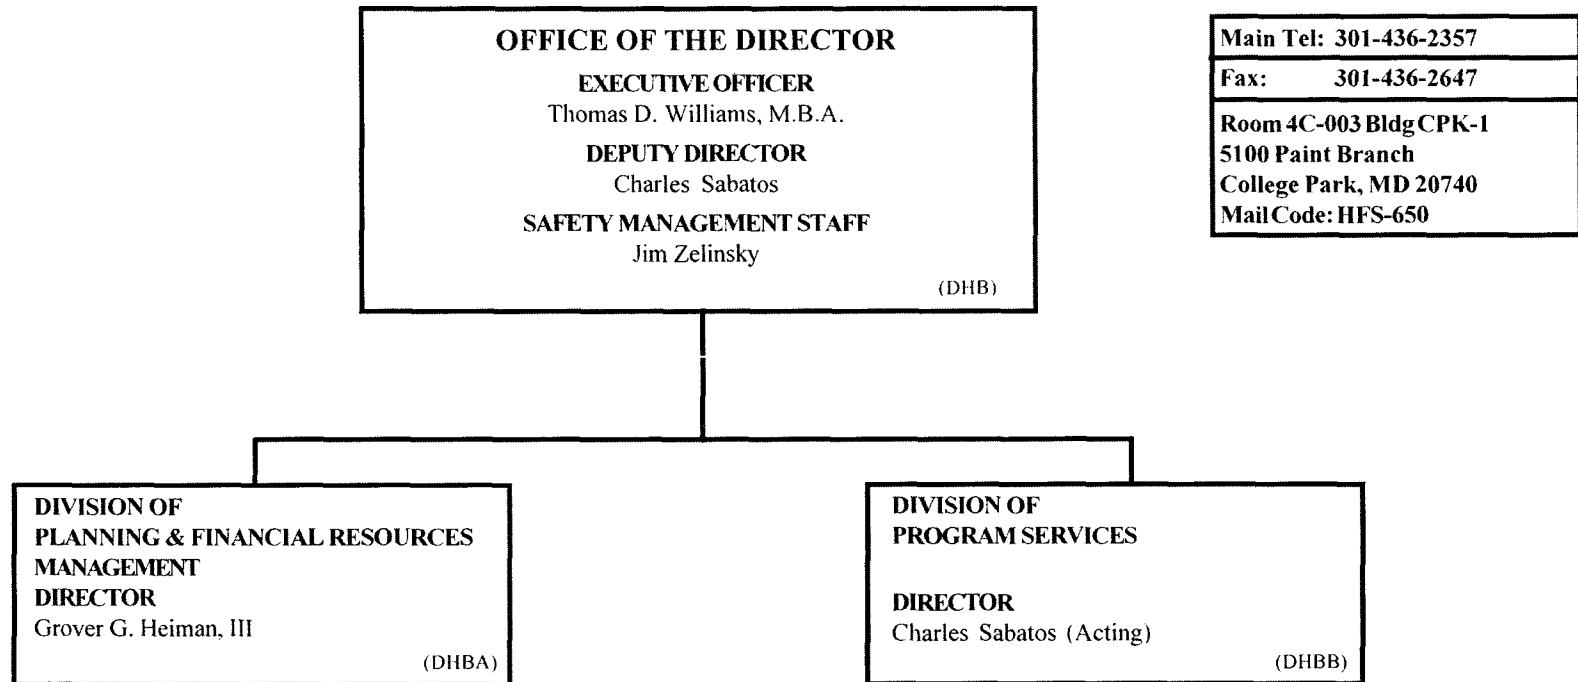 OFFICE OF THE DIRECTOR
EXECUTIVE OFFICER
Thomas D. Williams, M.B.A.
DEPUTY DIRECTOR
Charles Sabatos
SAFETY MANAGEMENT STAFF
Jim Zelinsky
(DHB)
Main Tel: 301-436-2357
Fax: 301-436-2647
Room 4C-003 Bldg CPK-1
5100 Paint Branch
College Park, MD 20740
Mail Code: HFS-650
DIVISION OF
PLANNING & FINANCIAL RESOURCES
MANAGEMENT
DIRECTOR
Grover G. Heiman, III
(DHBA)
DIVISION OF
PROGRAM SERVICES
DIRECTOR
Charles Sabatos (Acting)
(DHBB)